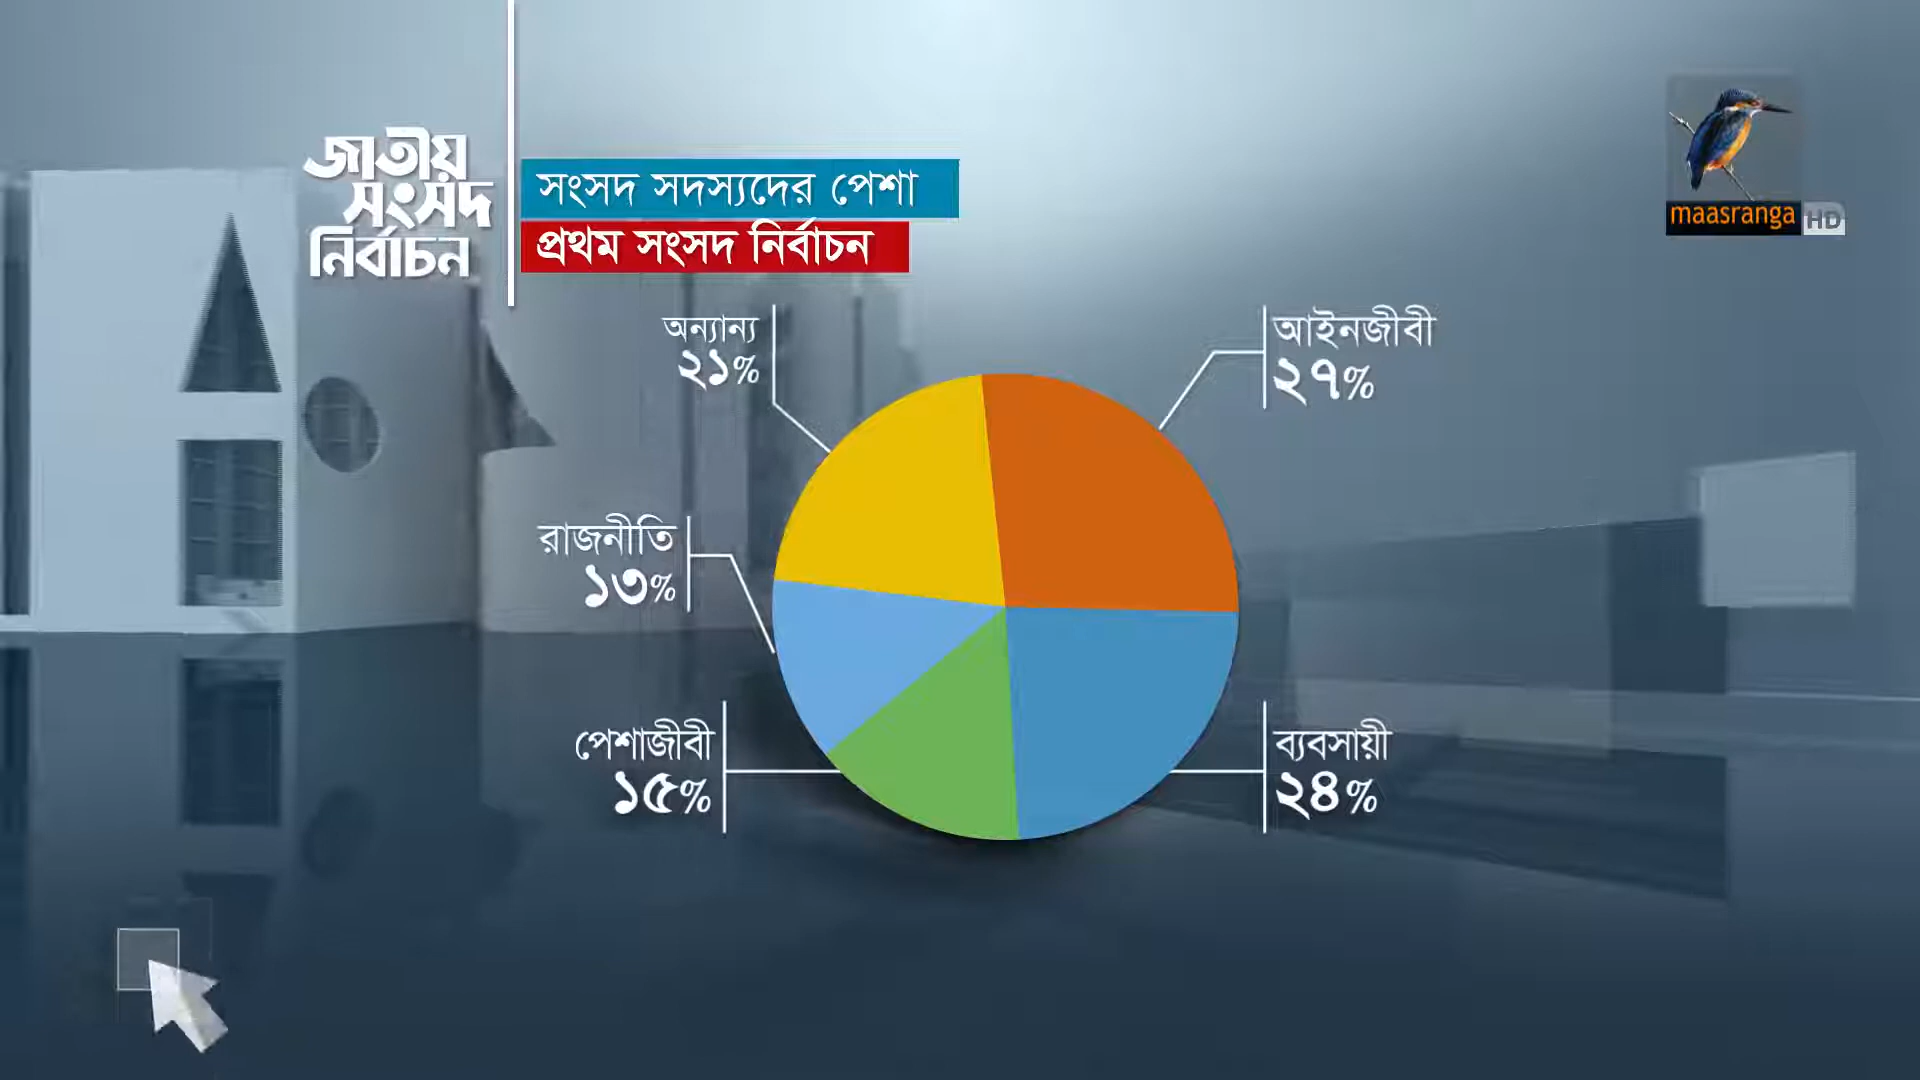 জাতীয়
সংসদ
নির্বাচন
সংসদ সদস্যদের পেশা
প্রথম সংসদ নির্বাচন
maasranga HD
অন্যান্য
২১%
আইনজীবী
২৭%
রাজনীতি
১৩%
পেশাজীবী
১৫%
ব্যবসায়ী
২৪%